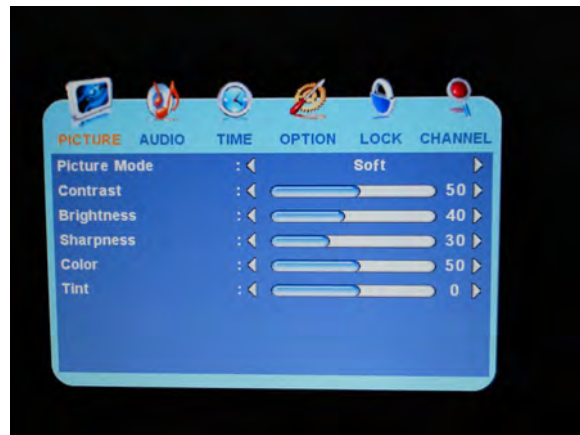 PICTURE AUDIO TIME OPTION LOCK CHANNEL
Picture Mode : Soft
Contrast : 50
Brightness : 40
Sharpness : 30
Color : 50
Tint : 0